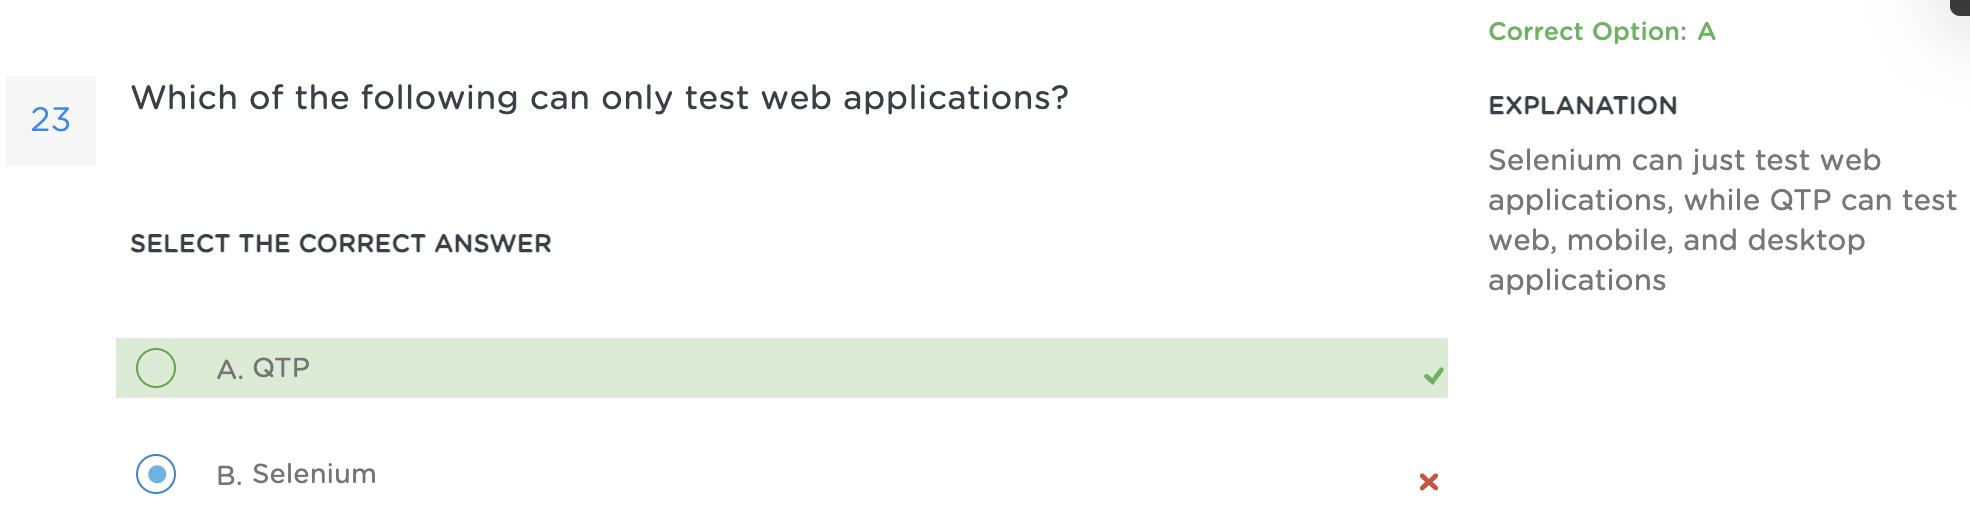 23
Which of the following can only test web applications?
SELECT THE CORRECT ANSWER
A. QTP
B. Selenium
Correct Option: A
EXPLANATION
Selenium can just test web
applications, while QTP can test
web, mobile, and desktop
applications